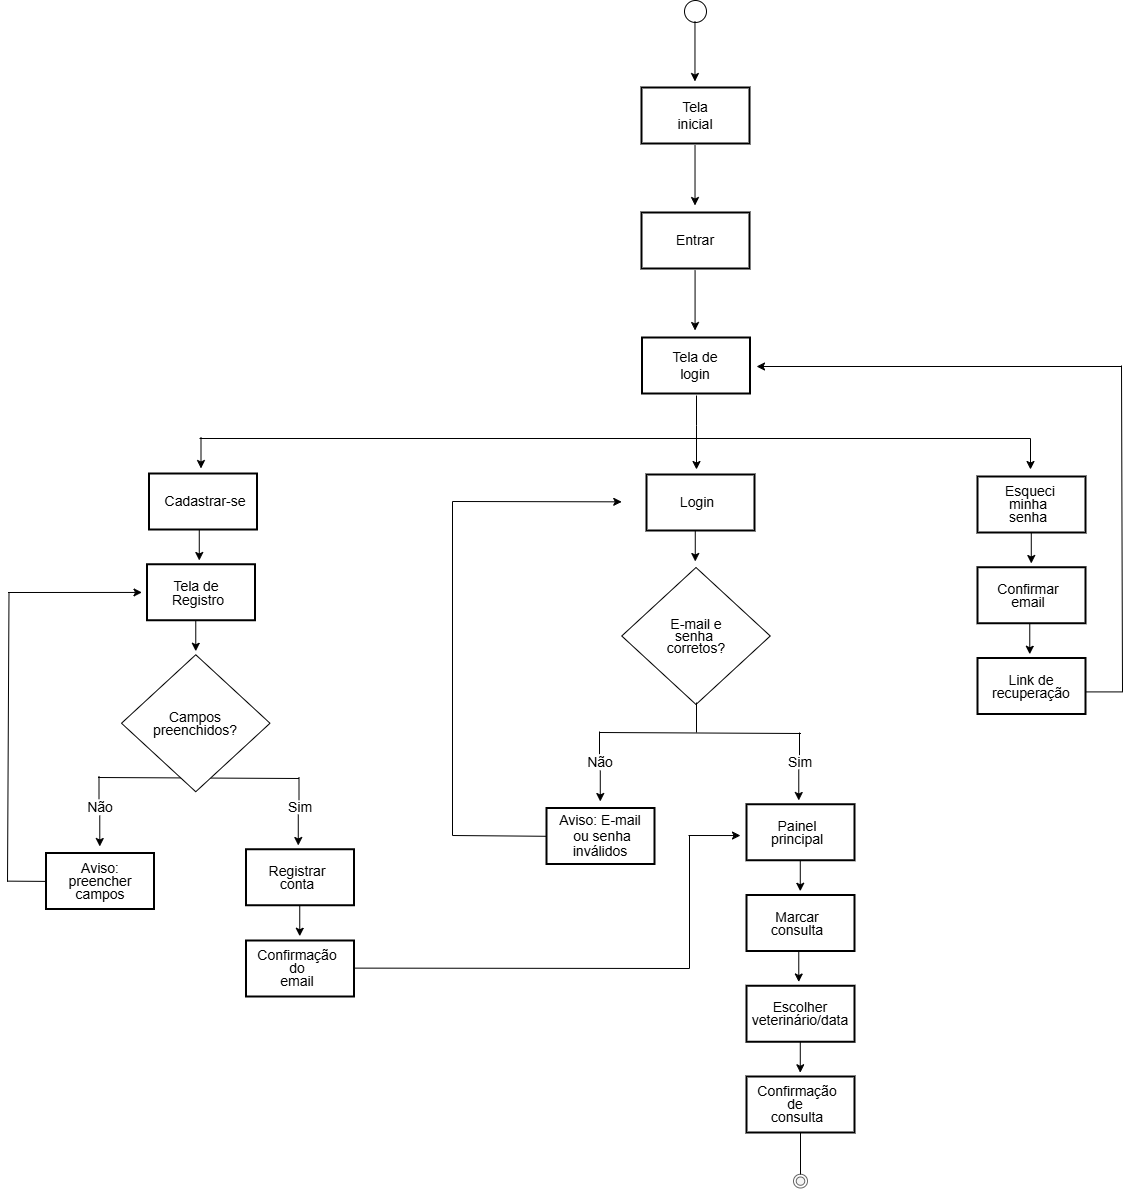 Tela
inicial
Entrar
Tela de
login
Cadastrar-se
Login
Esqueci
minha
senha
Tela de
Registro
Confirmar
email
E-mail e
senha
corretos?
Link de
recuperação
Campos
preenchidos?
Não
Sim
Não
Sim
Aviso: E-mail
ou senha
inválidos
Painel
principal
Aviso:
preencher
campos
Registrar
conta
Marcar
consulta
Confirmação
do
email
Escolher
veterinário/data
Confirmação
de
consulta